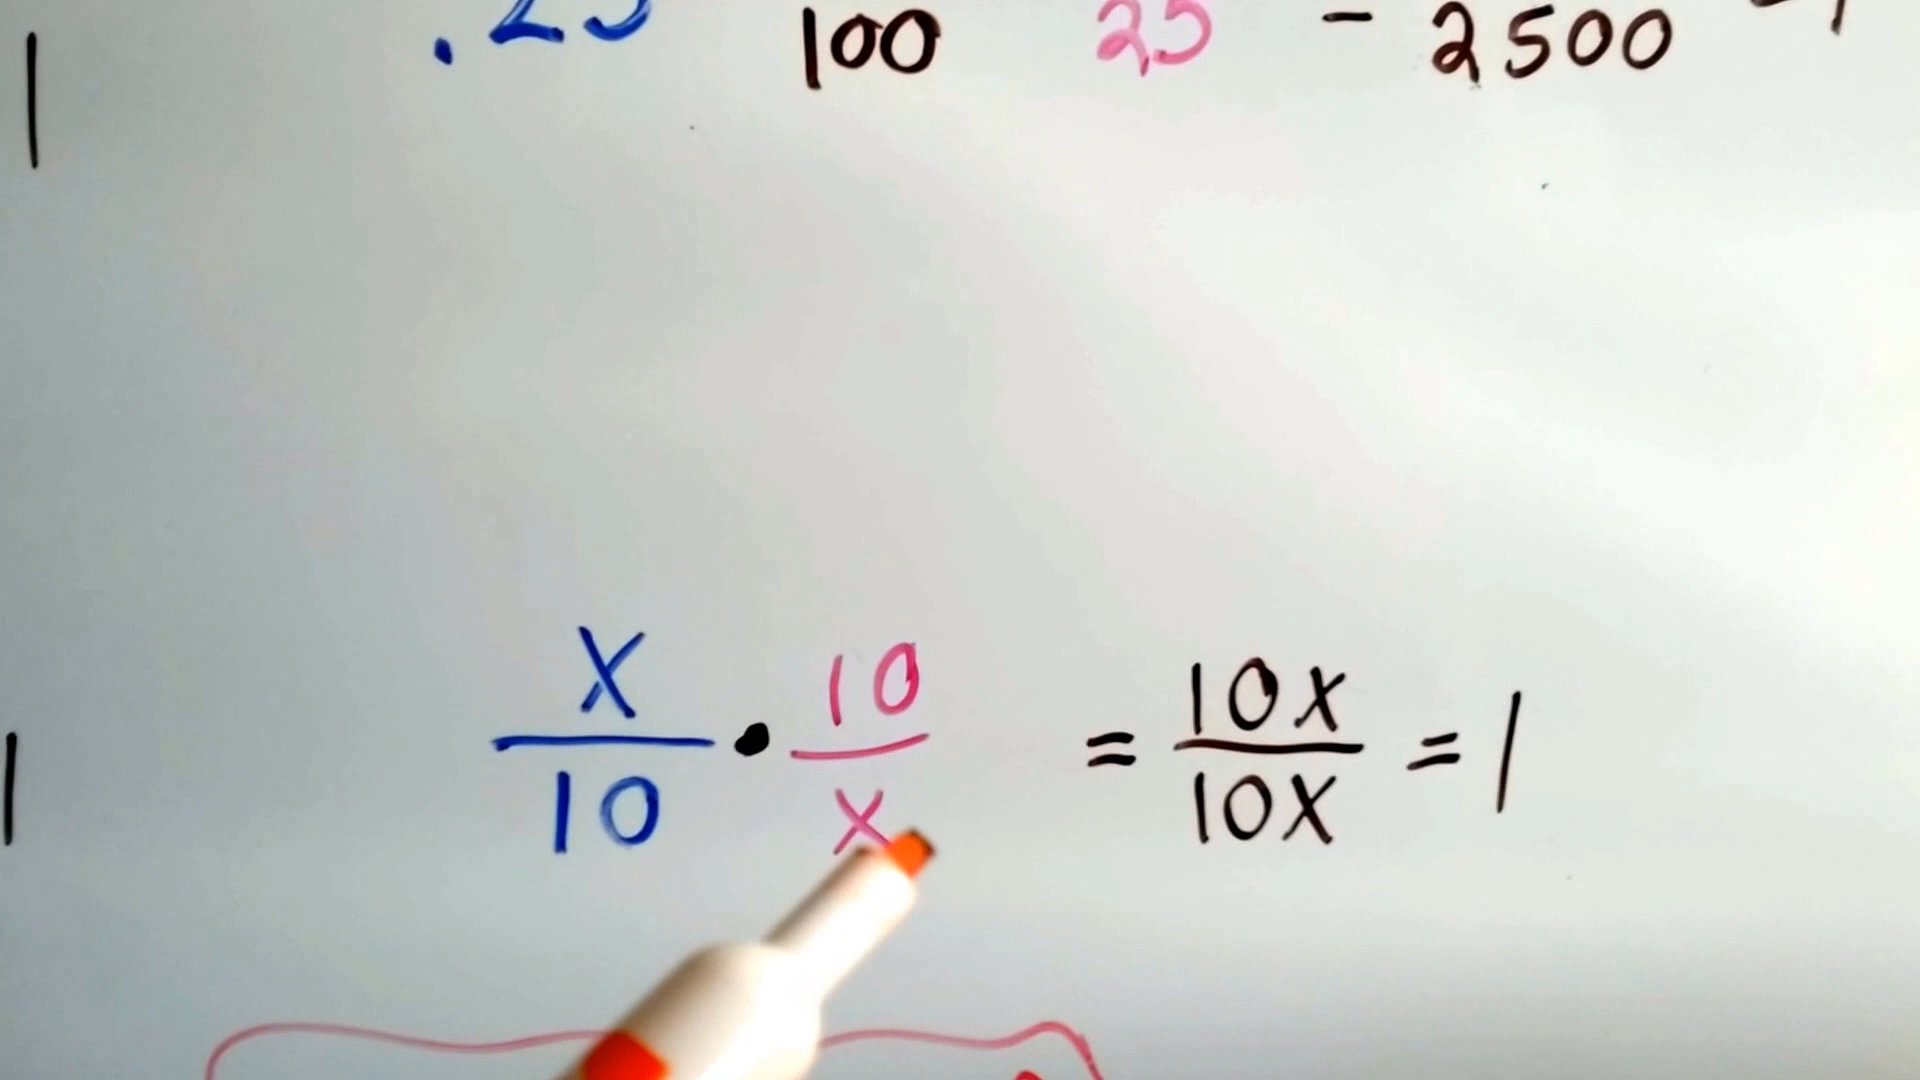 .25 100 25 = 2500
X/10 • 10/x = 10x/10x = 1